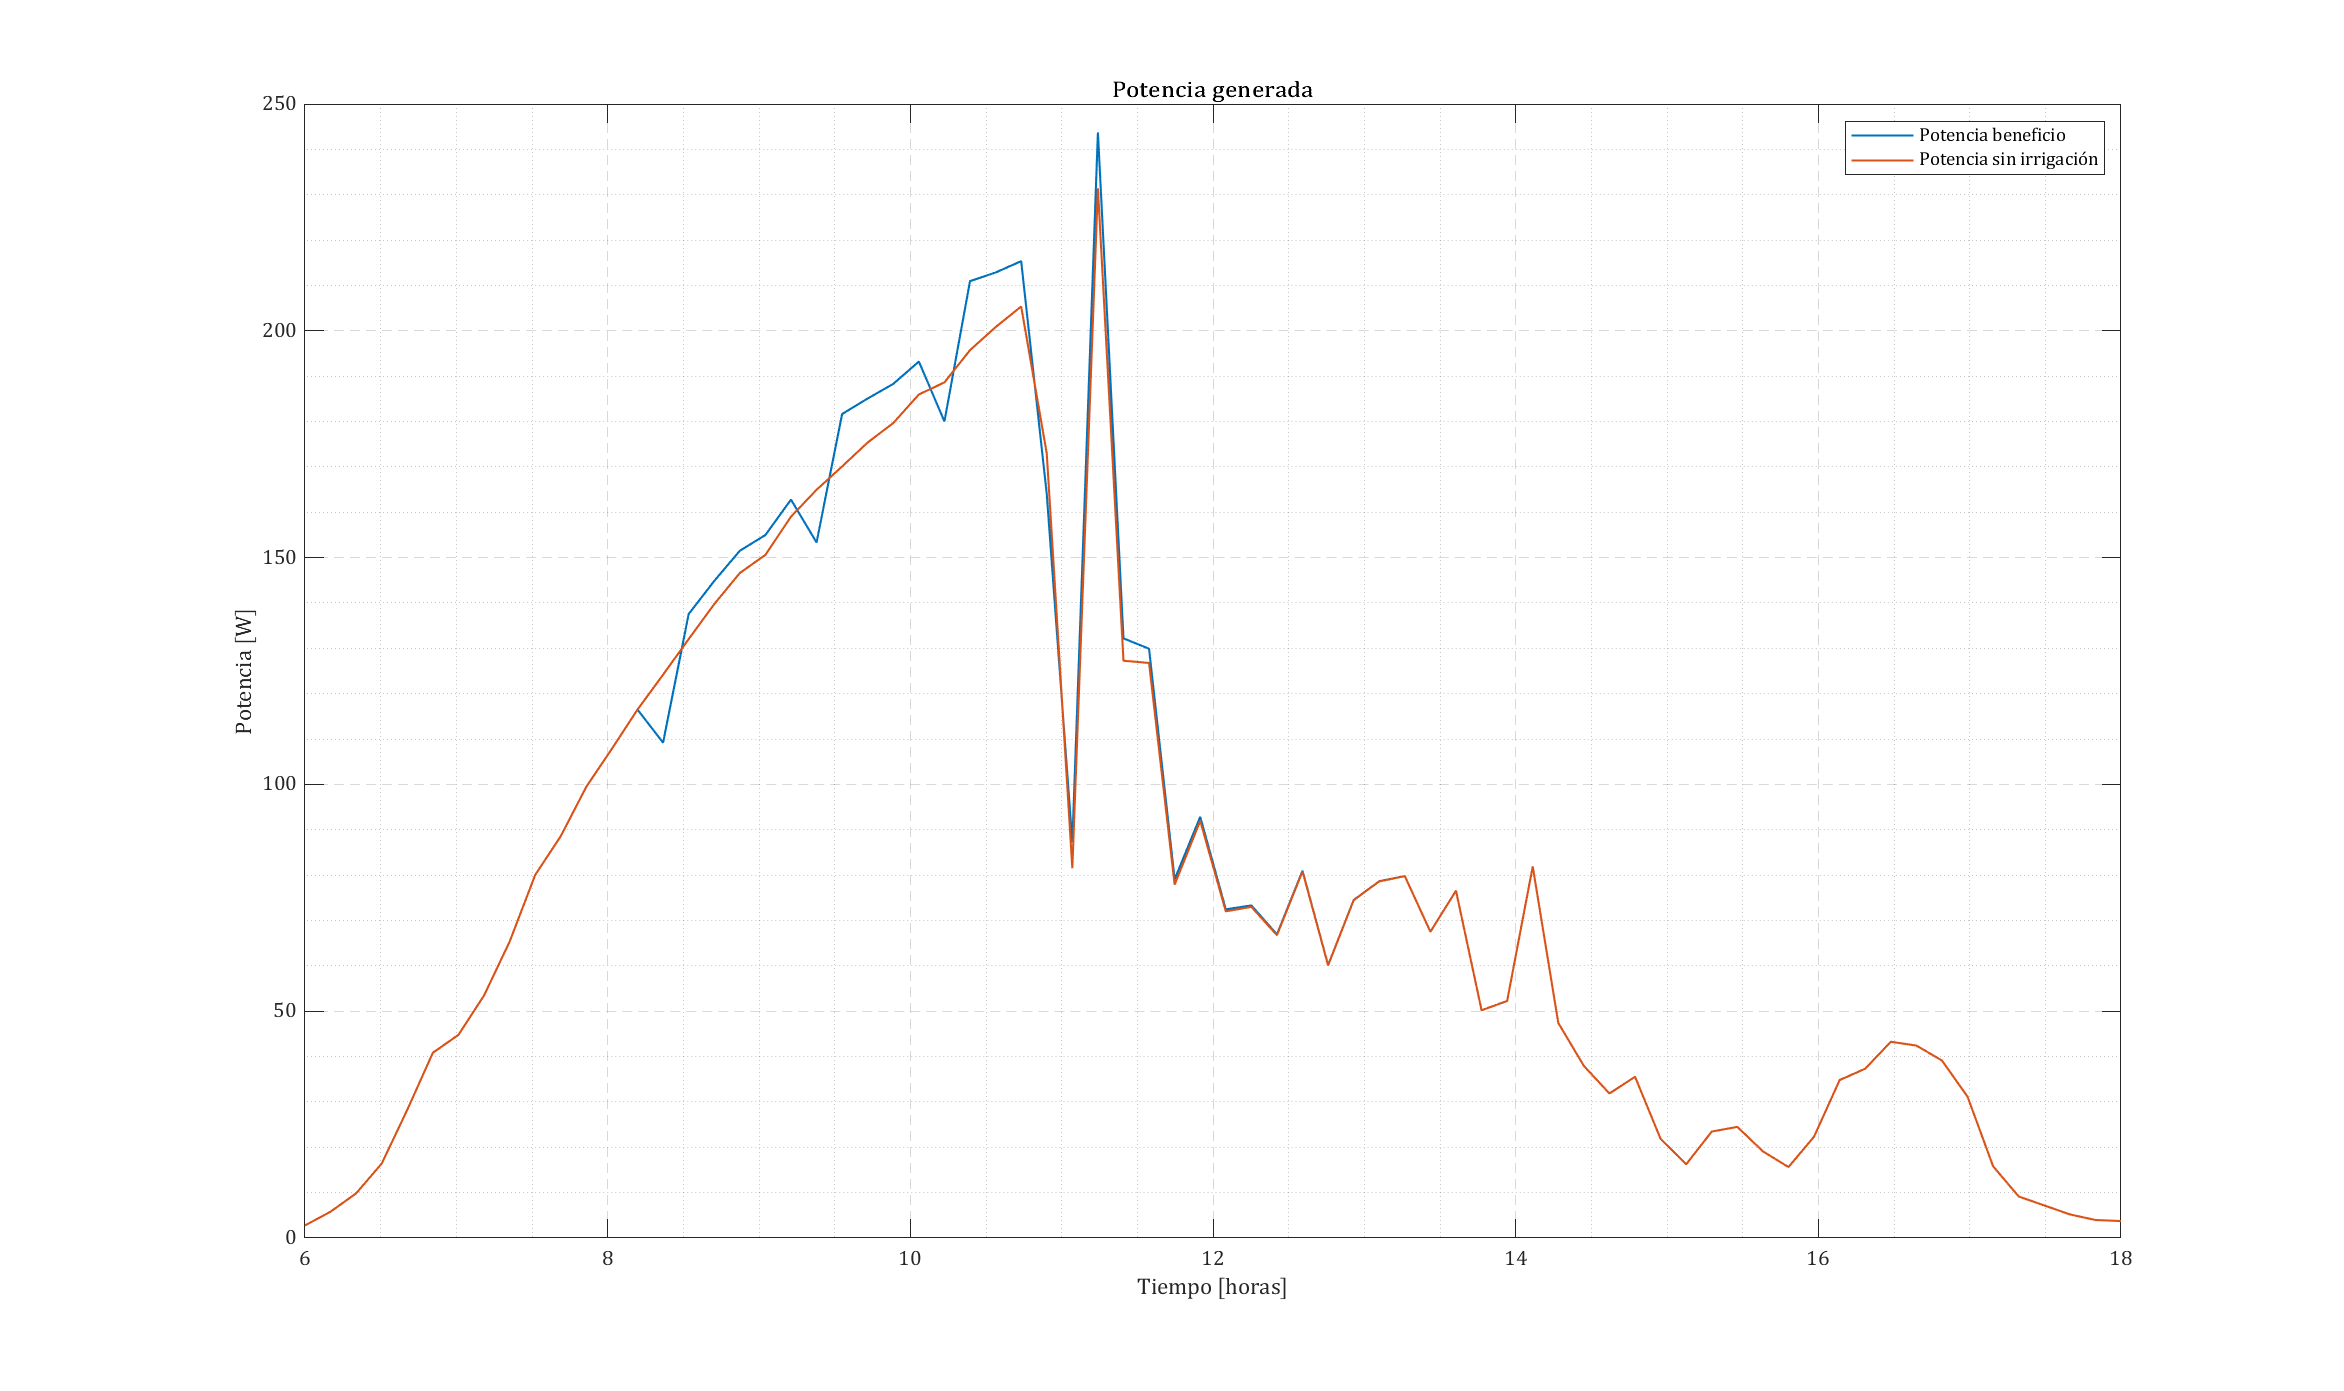 Potencia generada
Potencia beneficio
Potencia sin irrigación
250
200
150
100
50
0
Potencia [W]
6 8 10 12 14 16 18
Tiempo [horas]